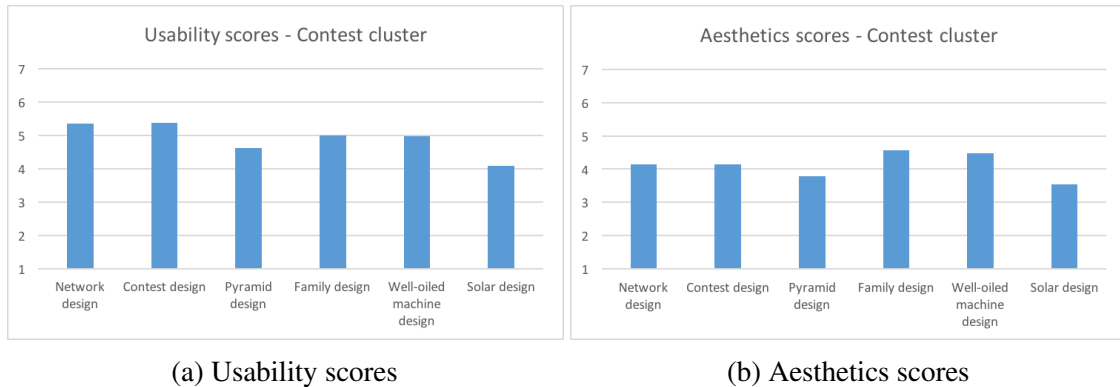 Usability scores - Contest cluster
7
6
5
4
3
2
1
Network design
Contest design
Pyramid design
Family design
Well-oiled machine design
Solar design
(a) Usability scores
Aesthetics scores - Contest cluster
7
6
5
4
3
2
1
Network design
Contest design
Pyramid design
Family design
Well-oiled machine design
Solar design
(b) Aesthetics scores